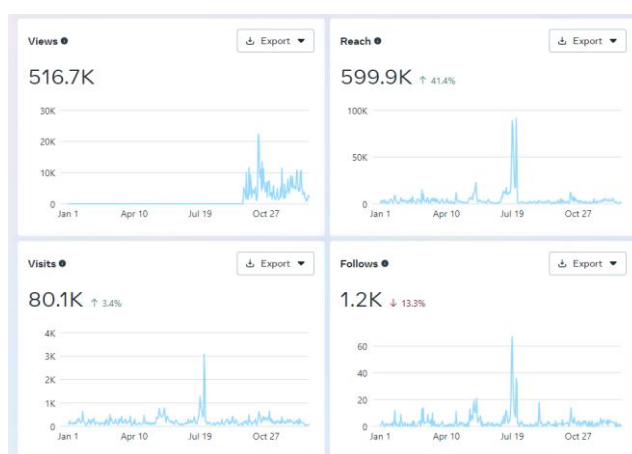 Views
Export
516.7K
30K
20K
10K
0
Jan 1 Apr 10 Jul 19 Oct 27
Reach
Export
599.9K ↑ 41.4%
100K
50K
0
Jan 1 Apr 10 Jul 19 Oct 27
Visits
Export
80.1K ↑ 3.4%
4K
3K
2K
1K
0
Jan 1 Apr 10 Jul 19 Oct 27
Follows
Export
1.2K ↓ 13.3%
60
40
20
0
Jan 1 Apr 10 Jul 19 Oct 27